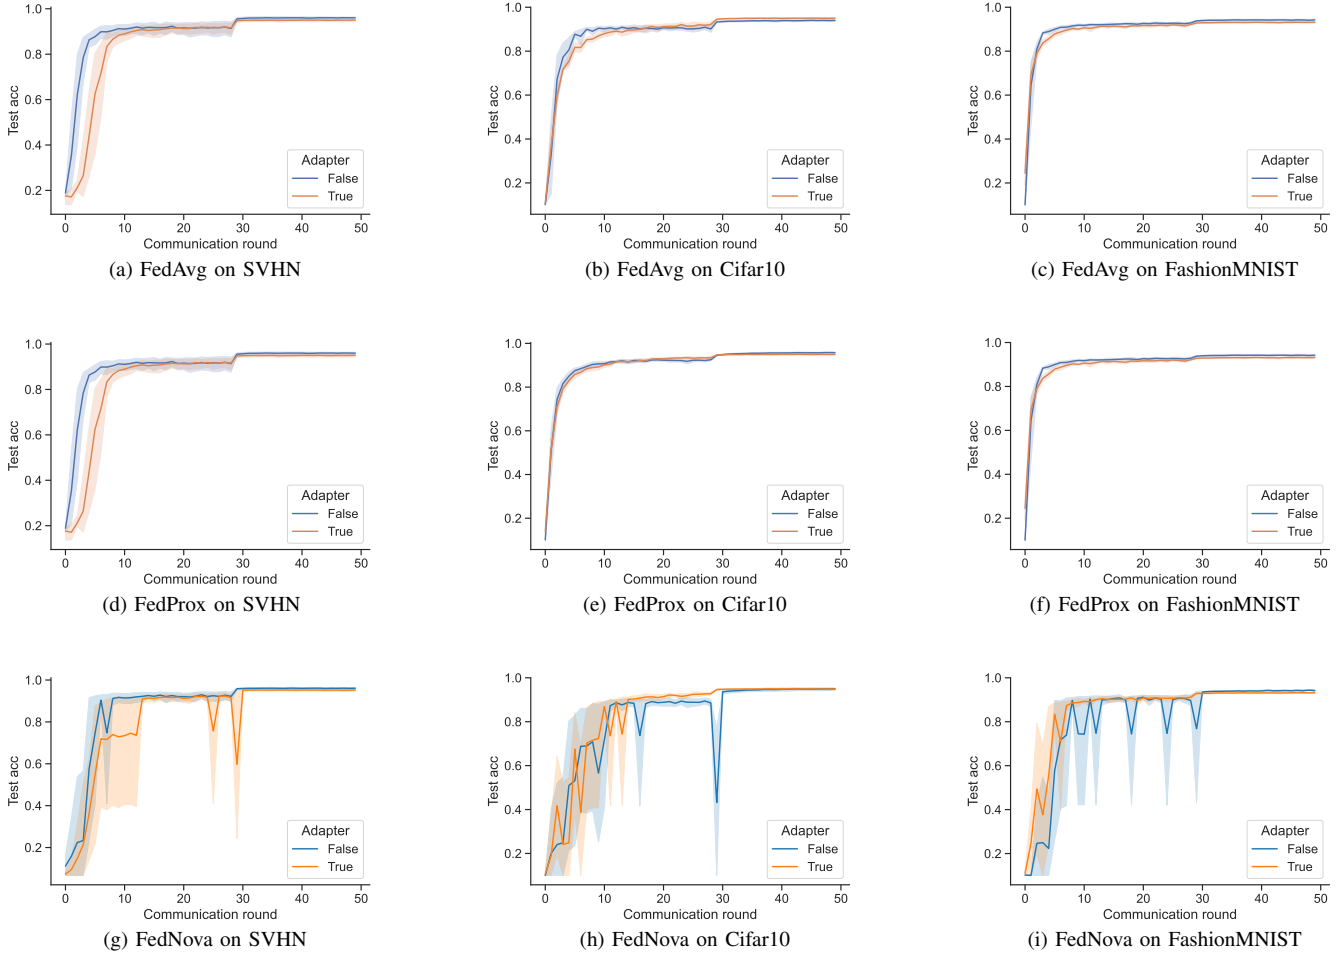 1.0
0.8
0.6
0.4
0.2
Test acc
Adapter
False
True
0 10 20 30 40 50
Communication round
(a) FedAvg on SVHN
1.0
0.8
0.6
0.4
0.2
Test acc
Adapter
False
True
0 10 20 30 40 50
Communication round
(b) FedAvg on Cifar10
1.0
0.8
0.6
0.4
0.2
Test acc
Adapter
False
True
0 10 20 30 40 50
Communication round
(c) FedAvg on FashionMNIST
1.0
0.8
0.6
0.4
0.2
Test acc
Adapter
False
True
0 10 20 30 40 50
Communication round
(d) FedProx on SVHN
1.0
0.8
0.6
0.4
0.2
Test acc
Adapter
False
True
0 10 20 30 40 50
Communication round
(e) FedProx on Cifar10
1.0
0.8
0.6
0.4
0.2
Test acc
Adapter
False
True
0 10 20 30 40 50
Communication round
(f) FedProx on FashionMNIST
1.0
0.8
0.6
0.4
0.2
Test acc
Adapter
False
True
0 10 20 30 40 50
Communication round
(g) FedNova on SVHN
1.0
0.8
0.6
0.4
0.2
Test acc
Adapter
False
True
0 10 20 30 40 50
Communication round
(h) FedNova on Cifar10
1.0
0.8
0.6
0.4
0.2
Test acc
Adapter
False
True
0 10 20 30 40 50
Communication round
(i) FedNova on FashionMNIST